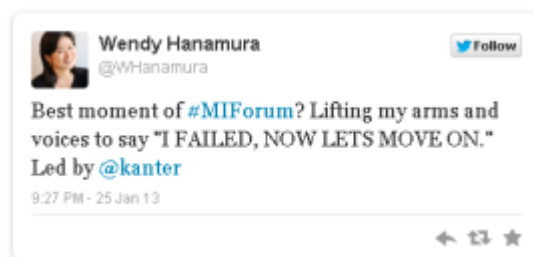 Wendy Hanamura
Follow
@WHanamura
Best moment of #MIForum? Lifting my arms and
voices to say "I FAILED, NOW LETS MOVE ON."
Led by @kanter
9:27 PM - 25 Jan 13